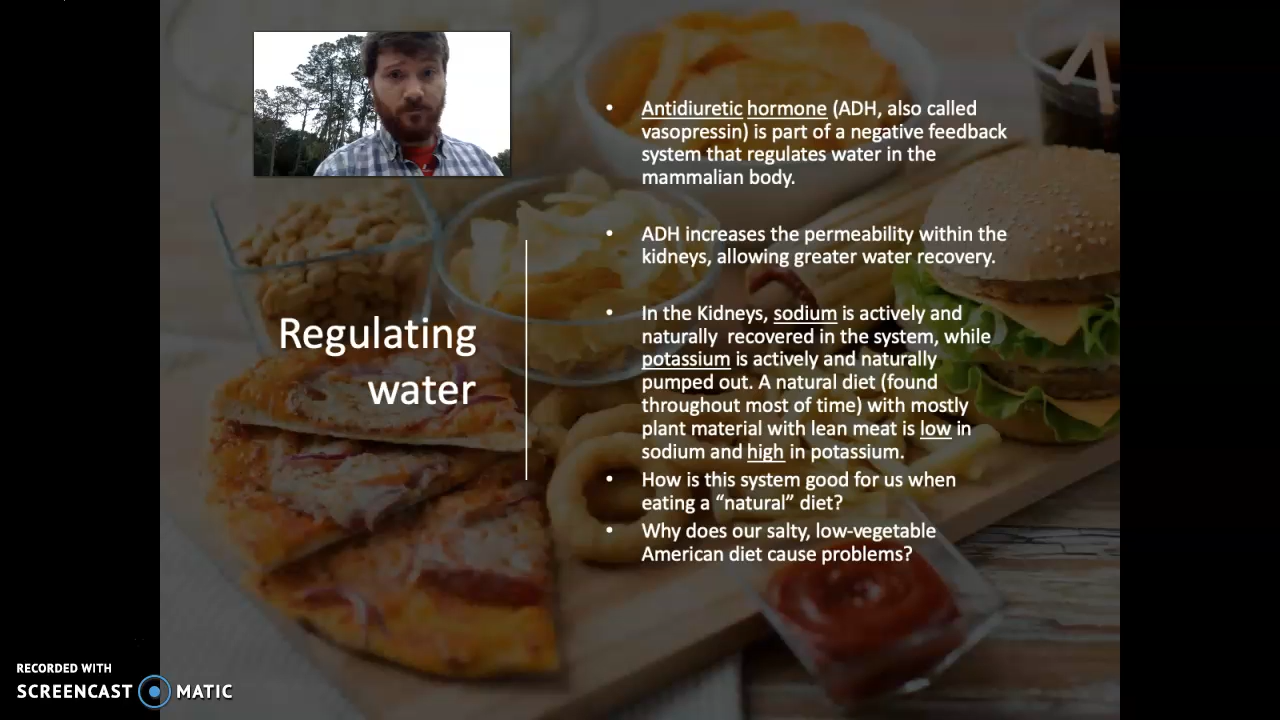 Regulating
water
• Antidiuretic hormone (ADH, also called
vasopressin) is part of a negative feedback
system that regulates water in the
mammalian body.
• ADH increases the permeability within the
kidneys, allowing greater water recovery.
• In the Kidneys, sodium is actively and
naturally  recovered in the system, while
potassium is actively and naturally
pumped out. A natural diet (found
throughout most of time) with mostly
plant material with lean meat is low in
sodium and high in potassium.
• How is this system good for us when
eating a “natural” diet?
• Why does our salty, low-vegetable
American diet cause problems?
RECORDED WITH
SCREENCAST MATIC